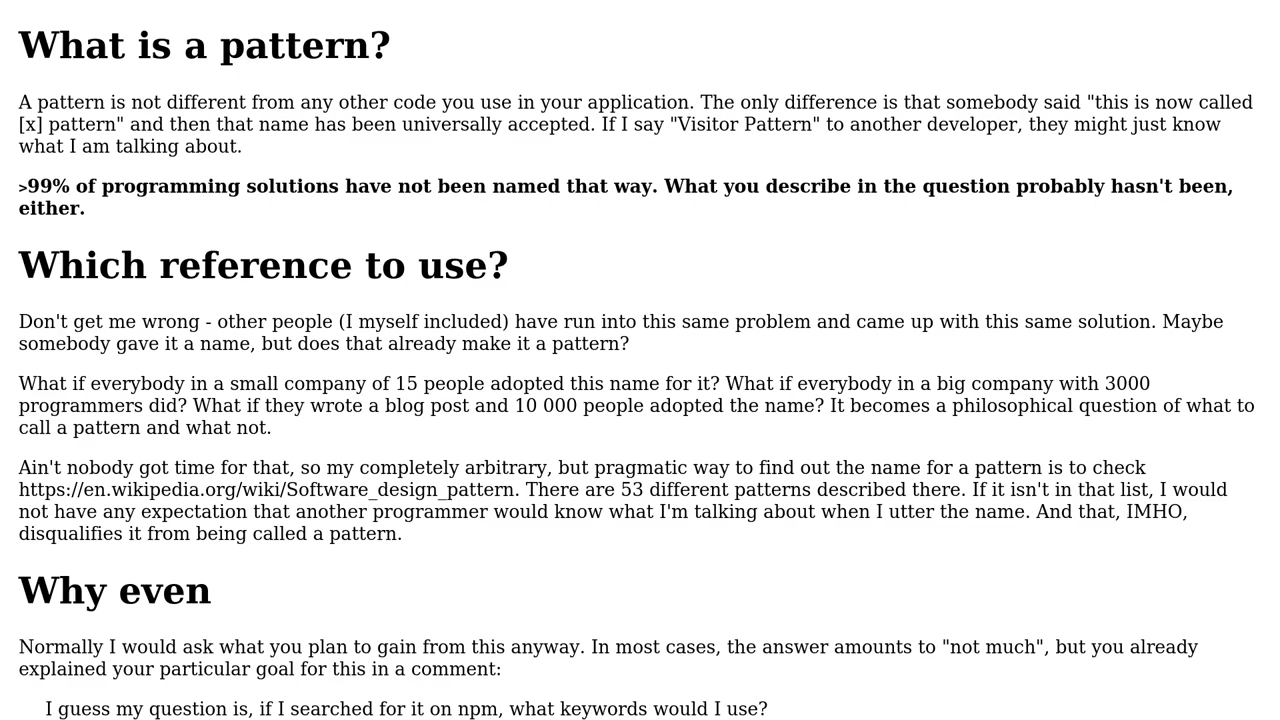 What is a pattern?
A pattern is not different from any other code you use in your application. The only difference is that somebody said "this is now called
[x] pattern" and then that name has been universally accepted. If I say "Visitor Pattern" to another developer, they might just know
what I am talking about.
>99% of programming solutions have not been named that way. What you describe in the question probably hasn't been,
either.
Which reference to use?
Don't get me wrong - other people (I myself included) have run into this same problem and came up with this same solution. Maybe
somebody gave it a name, but does that already make it a pattern?
What if everybody in a small company of 15 people adopted this name for it? What if everybody in a big company with 3000
programmers did? What if they wrote a blog post and 10 000 people adopted the name? It becomes a philosophical question of what to
call a pattern and what not.
Ain't nobody got time for that, so my completely arbitrary, but pragmatic way to find out the name for a pattern is to check
https://en.wikipedia.org/wiki/Software_design_pattern. There are 53 different patterns described there. If it isn't in that list, I would
not have any expectation that another programmer would know what I'm talking about when I utter the name. And that, IMHO,
disqualifies it from being called a pattern.
Why even
Normally I would ask what you plan to gain from this anyway. In most cases, the answer amounts to "not much", but you already
explained your particular goal for this in a comment:
I guess my question is, if I searched for it on npm, what keywords would I use?